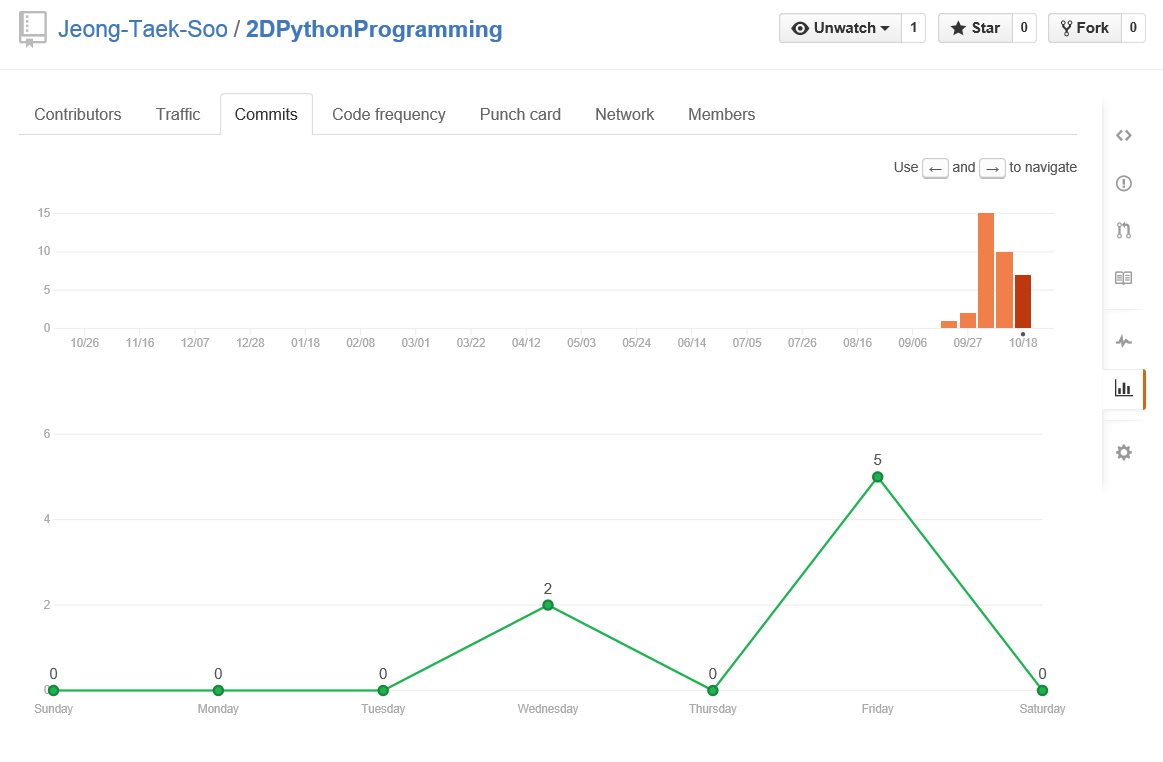 Jeong-Taek-Soo / 2DPythonProgramming
Unwatch 1 Star 0 Fork 0
Contributors Traffic Commits Code frequency Punch card Network Members
Use ← and → to navigate
15
10
5
0
10/26 11/16 12/07 12/28 01/18 02/08 03/01 03/22 04/12 05/03 05/24 06/14 07/05 07/26 08/16 09/06 09/27 10/18
6
5
4
2
2
0 0 0 0 0
0
Sunday Monday Tuesday Wednesday Thursday Friday Saturday